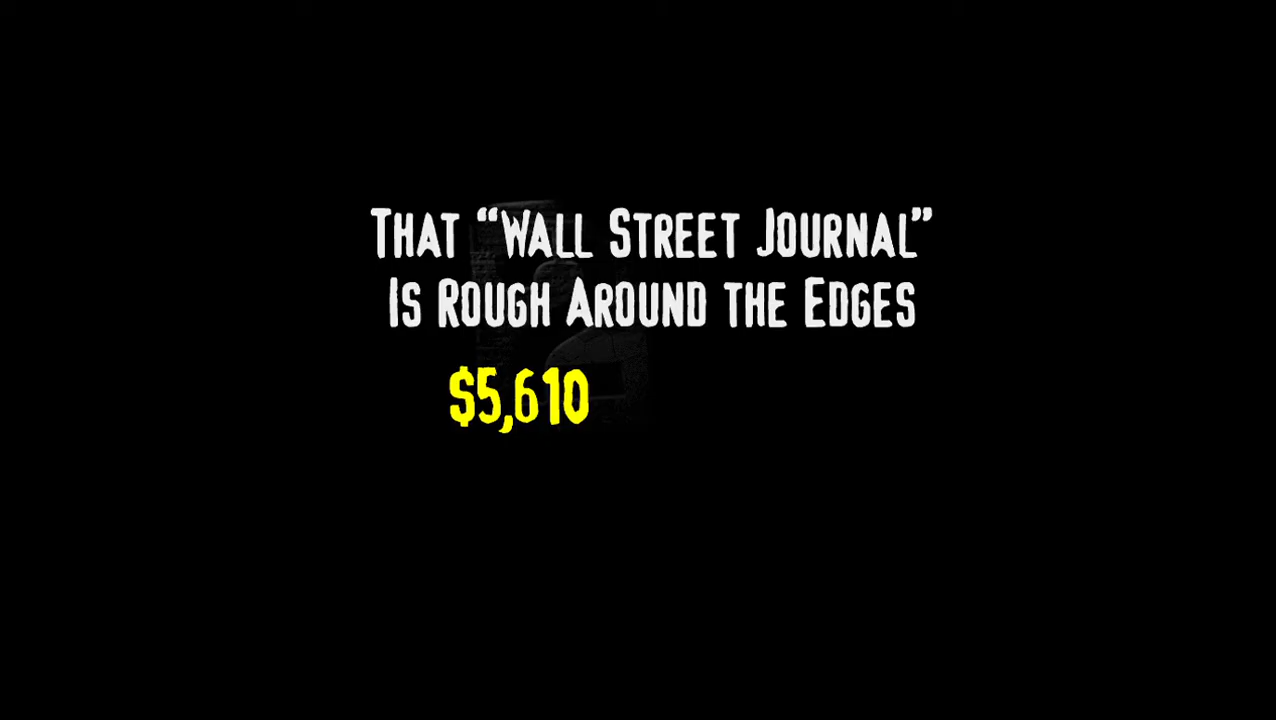 That “Wall Street Journal”
Is Rough Around the Edges
$5,610